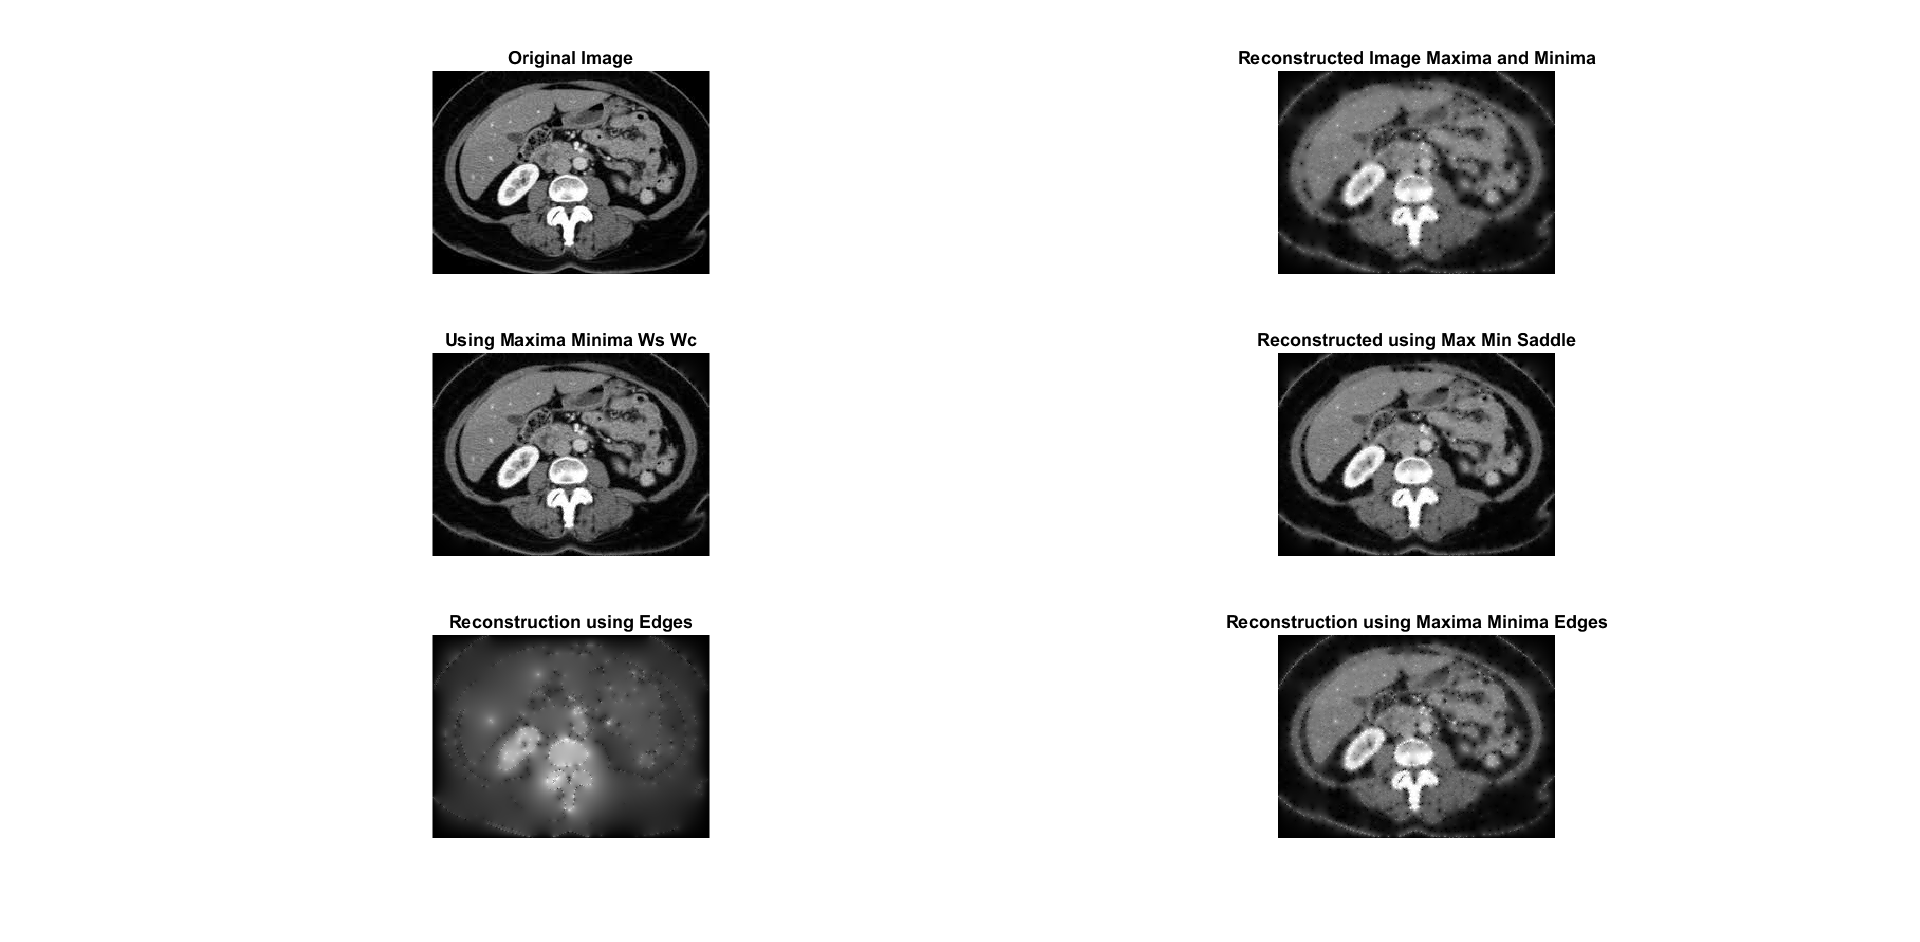 Original Image
Reconstructed Image Maxima and Minima
Using Maxima Minima Ws Wc
Reconstructed using Max Min Saddle
Reconstruction using Edges
Reconstruction using Maxima Minima Edges